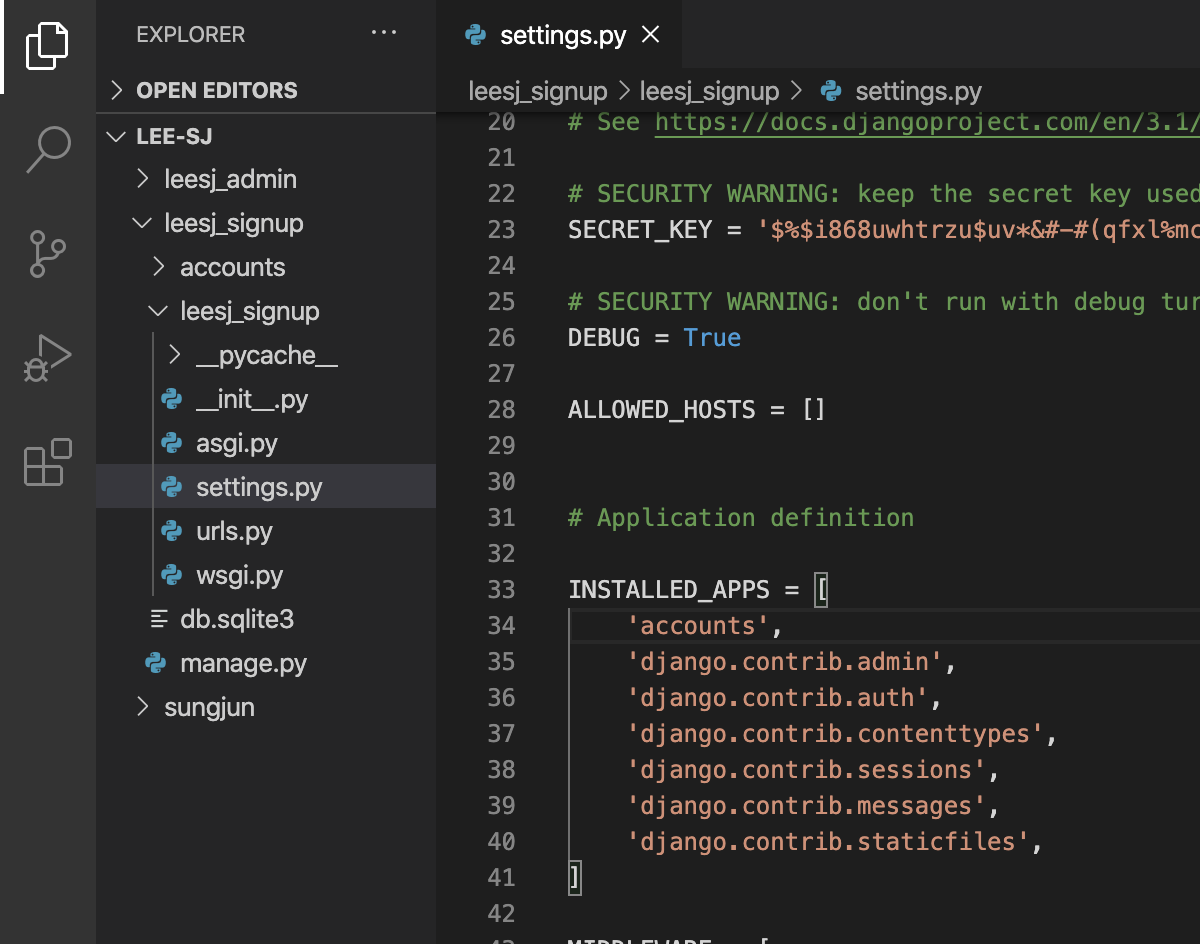 EXPLORER
OPEN EDITORS
LEE-SJ
leesj_admin
leesj_signup
accounts
leesj_signup
__pycache__
__init__.py
asgi.py
settings.py
urls.py
wsgi.py
db.sqlite3
manage.py
sungjun
settings.py
leesj_signup > leesj_signup > settings.py
20 # See https://docs.djangoproject.com/en/3.1/
21
22 # SECURITY WARNING: keep the secret key used
23 SECRET_KEY = '$%$i868uwhtrzu$uv*&#-#(qfxl%mc
24
25 # SECURITY WARNING: don't run with debug tur
26 DEBUG = True
27
28 ALLOWED_HOSTS = []
29
30
31 # Application definition
32
33 INSTALLED_APPS = [
34 'accounts',
35 'django.contrib.admin',
36 'django.contrib.auth',
37 'django.contrib.contenttypes',
38 'django.contrib.sessions',
39 'django.contrib.messages',
40 'django.contrib.staticfiles',
41 ]
42